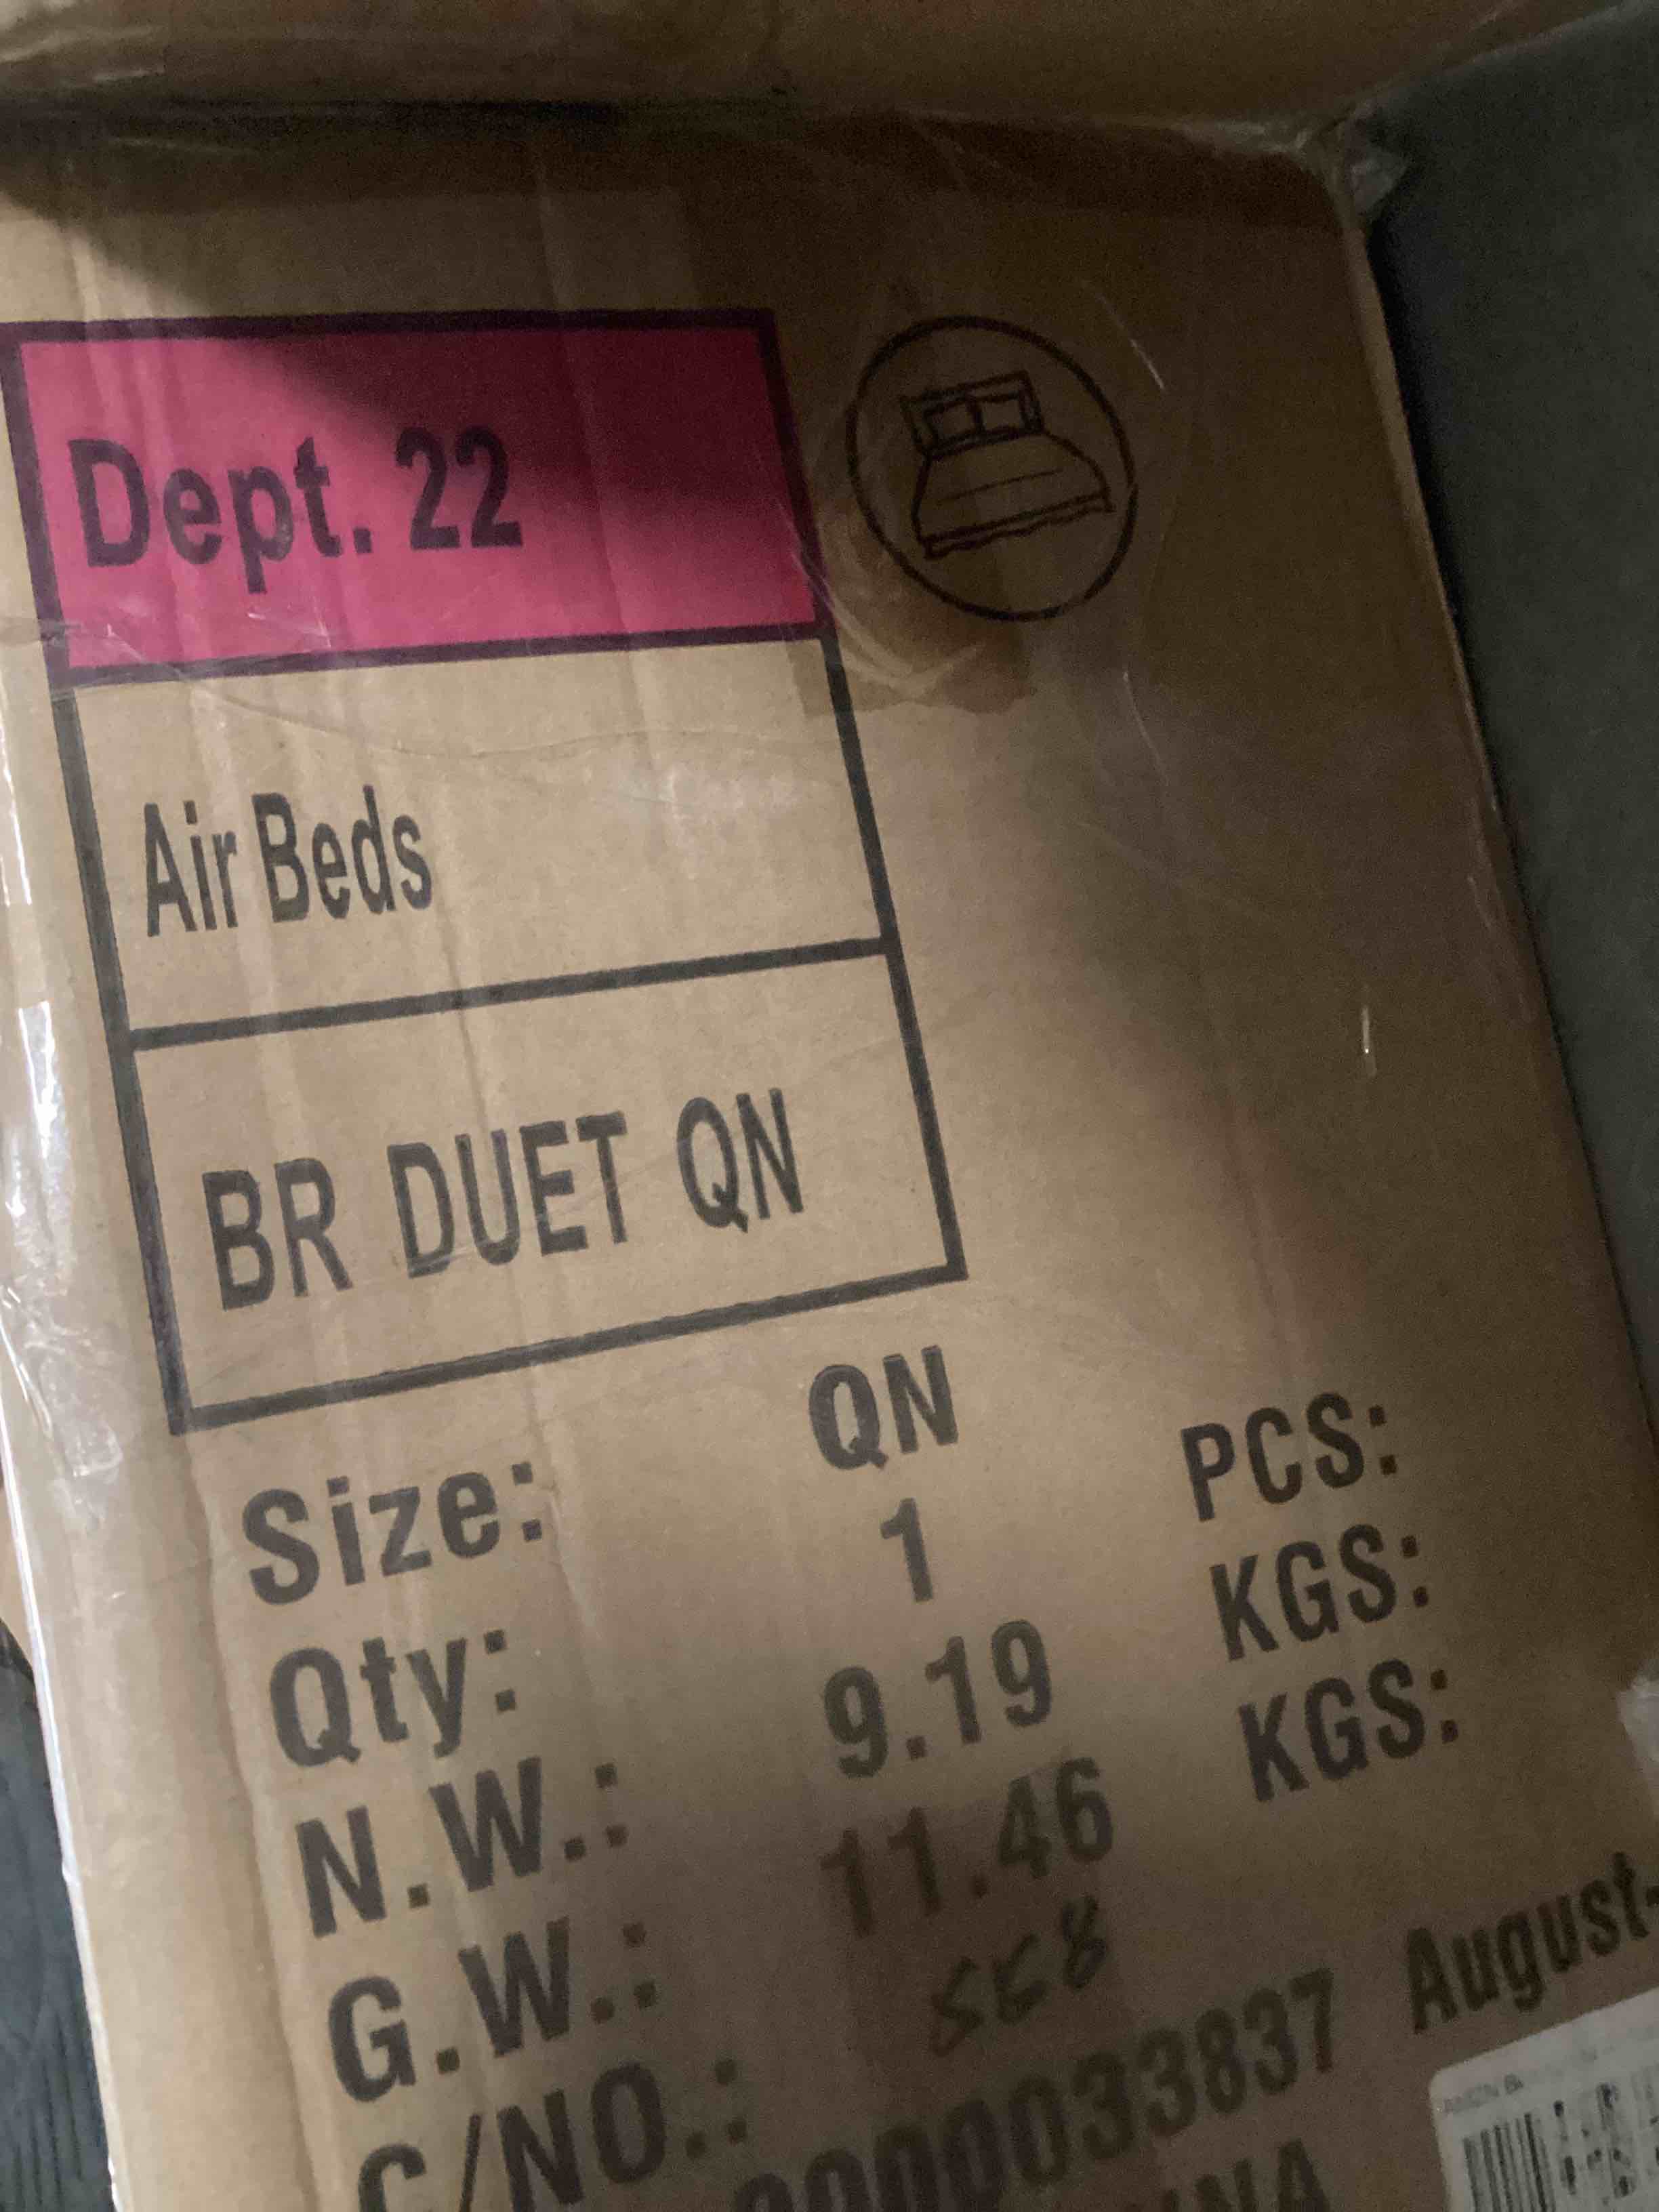 Dept. 22
Air Beds
BR DUET QN
Size: QN
Qty: 1 PCS:
N.W.: 9.19 KGS:
G.W.: 11.46 KGS:
C/NO.:
0000033837 August-